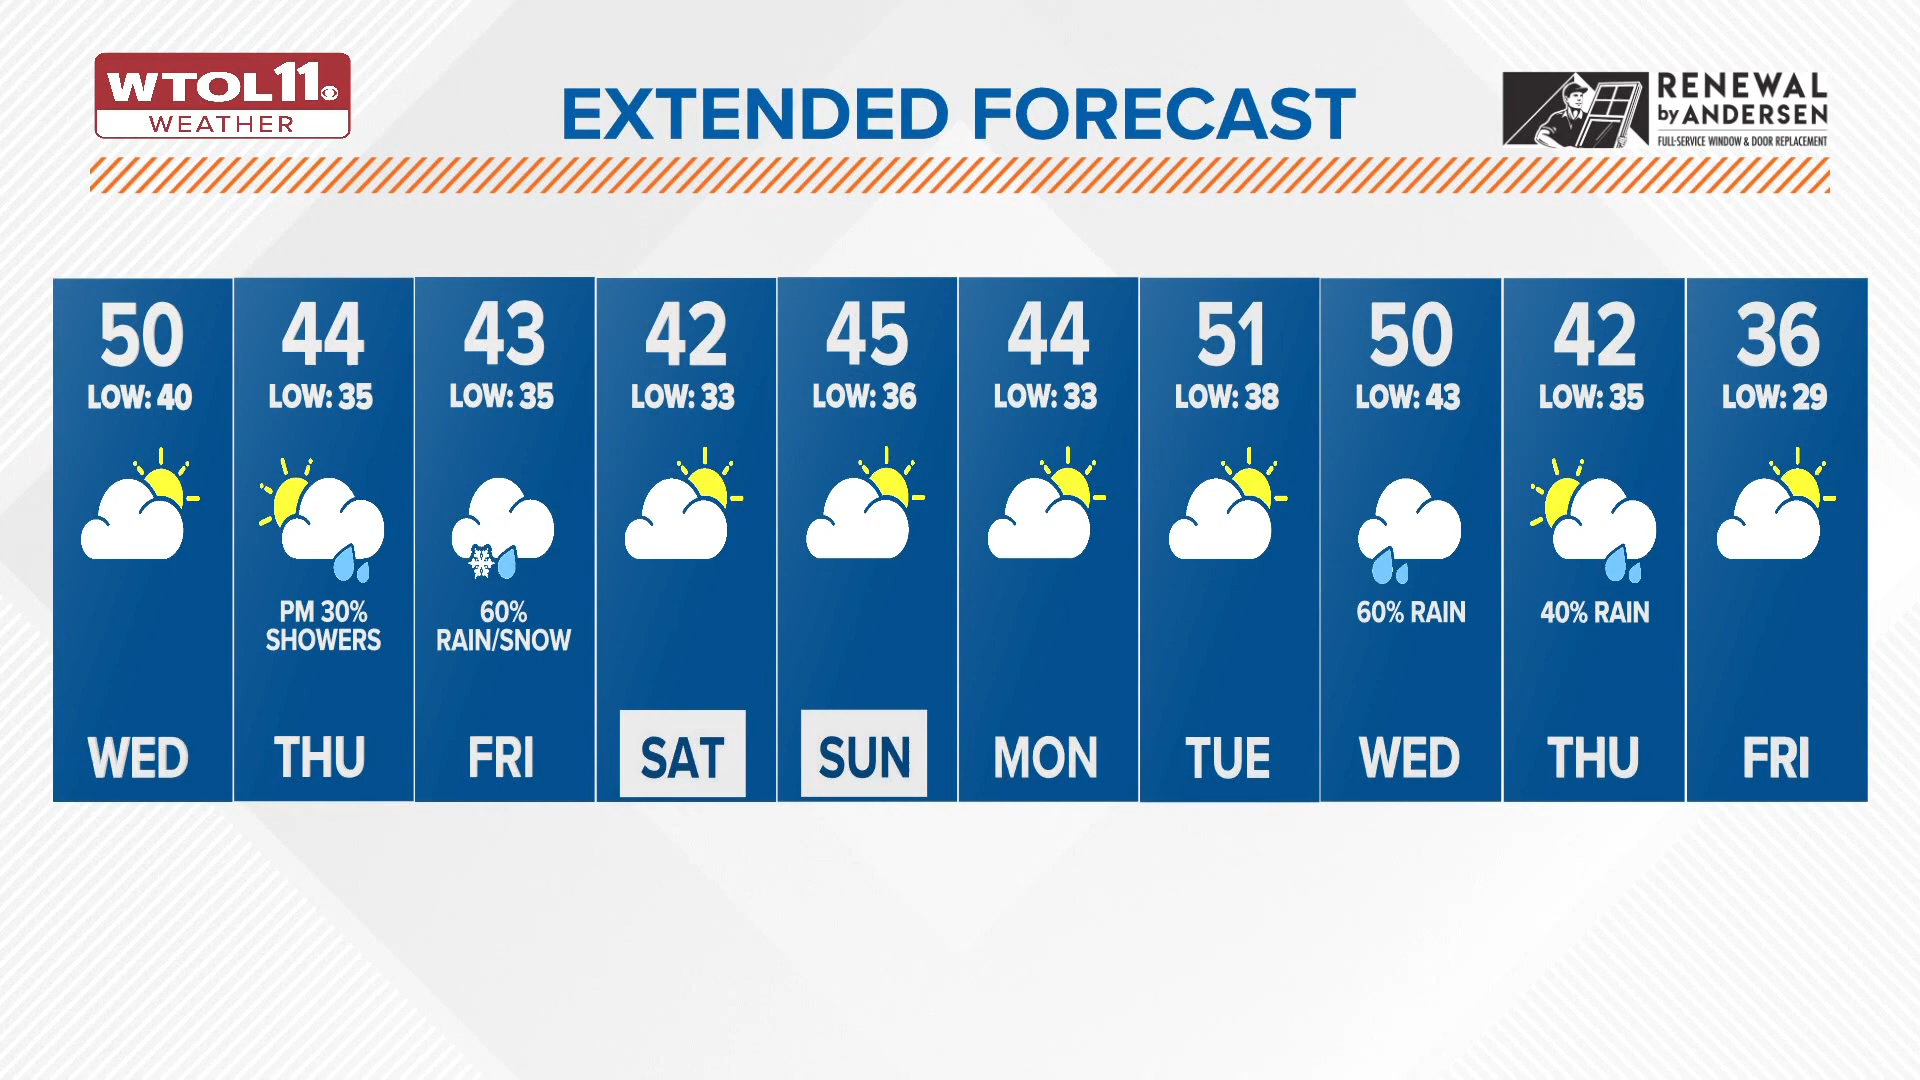 WTOL 11
WEATHER
EXTENDED FORECAST
RENEWAL
by ANDERSEN
FULL-SERVICE WINDOW & DOOR REPLACEMENT
50
LOW: 40
WED
44
LOW: 35
PM 30%
SHOWERS
THU
43
LOW: 35
60%
RAIN/SNOW
FRI
42
LOW: 33
SAT
45
LOW: 36
SUN
44
LOW: 33
MON
51
LOW: 38
TUE
50
LOW: 43
60% RAIN
WED
42
LOW: 35
40% RAIN
THU
36
LOW: 29
FRI